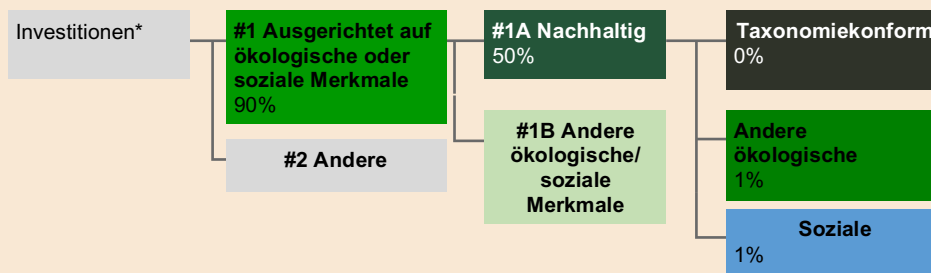 Investitionen*
#1 Ausgerichtet auf
ökologische oder
soziale Merkmale
90%
#2 Andere
#1A Nachhaltig
50%
#1B Andere
ökologische/
soziale
Merkmale
Taxonomiekonform
0%
Andere
ökologische
1%
Soziale
1%